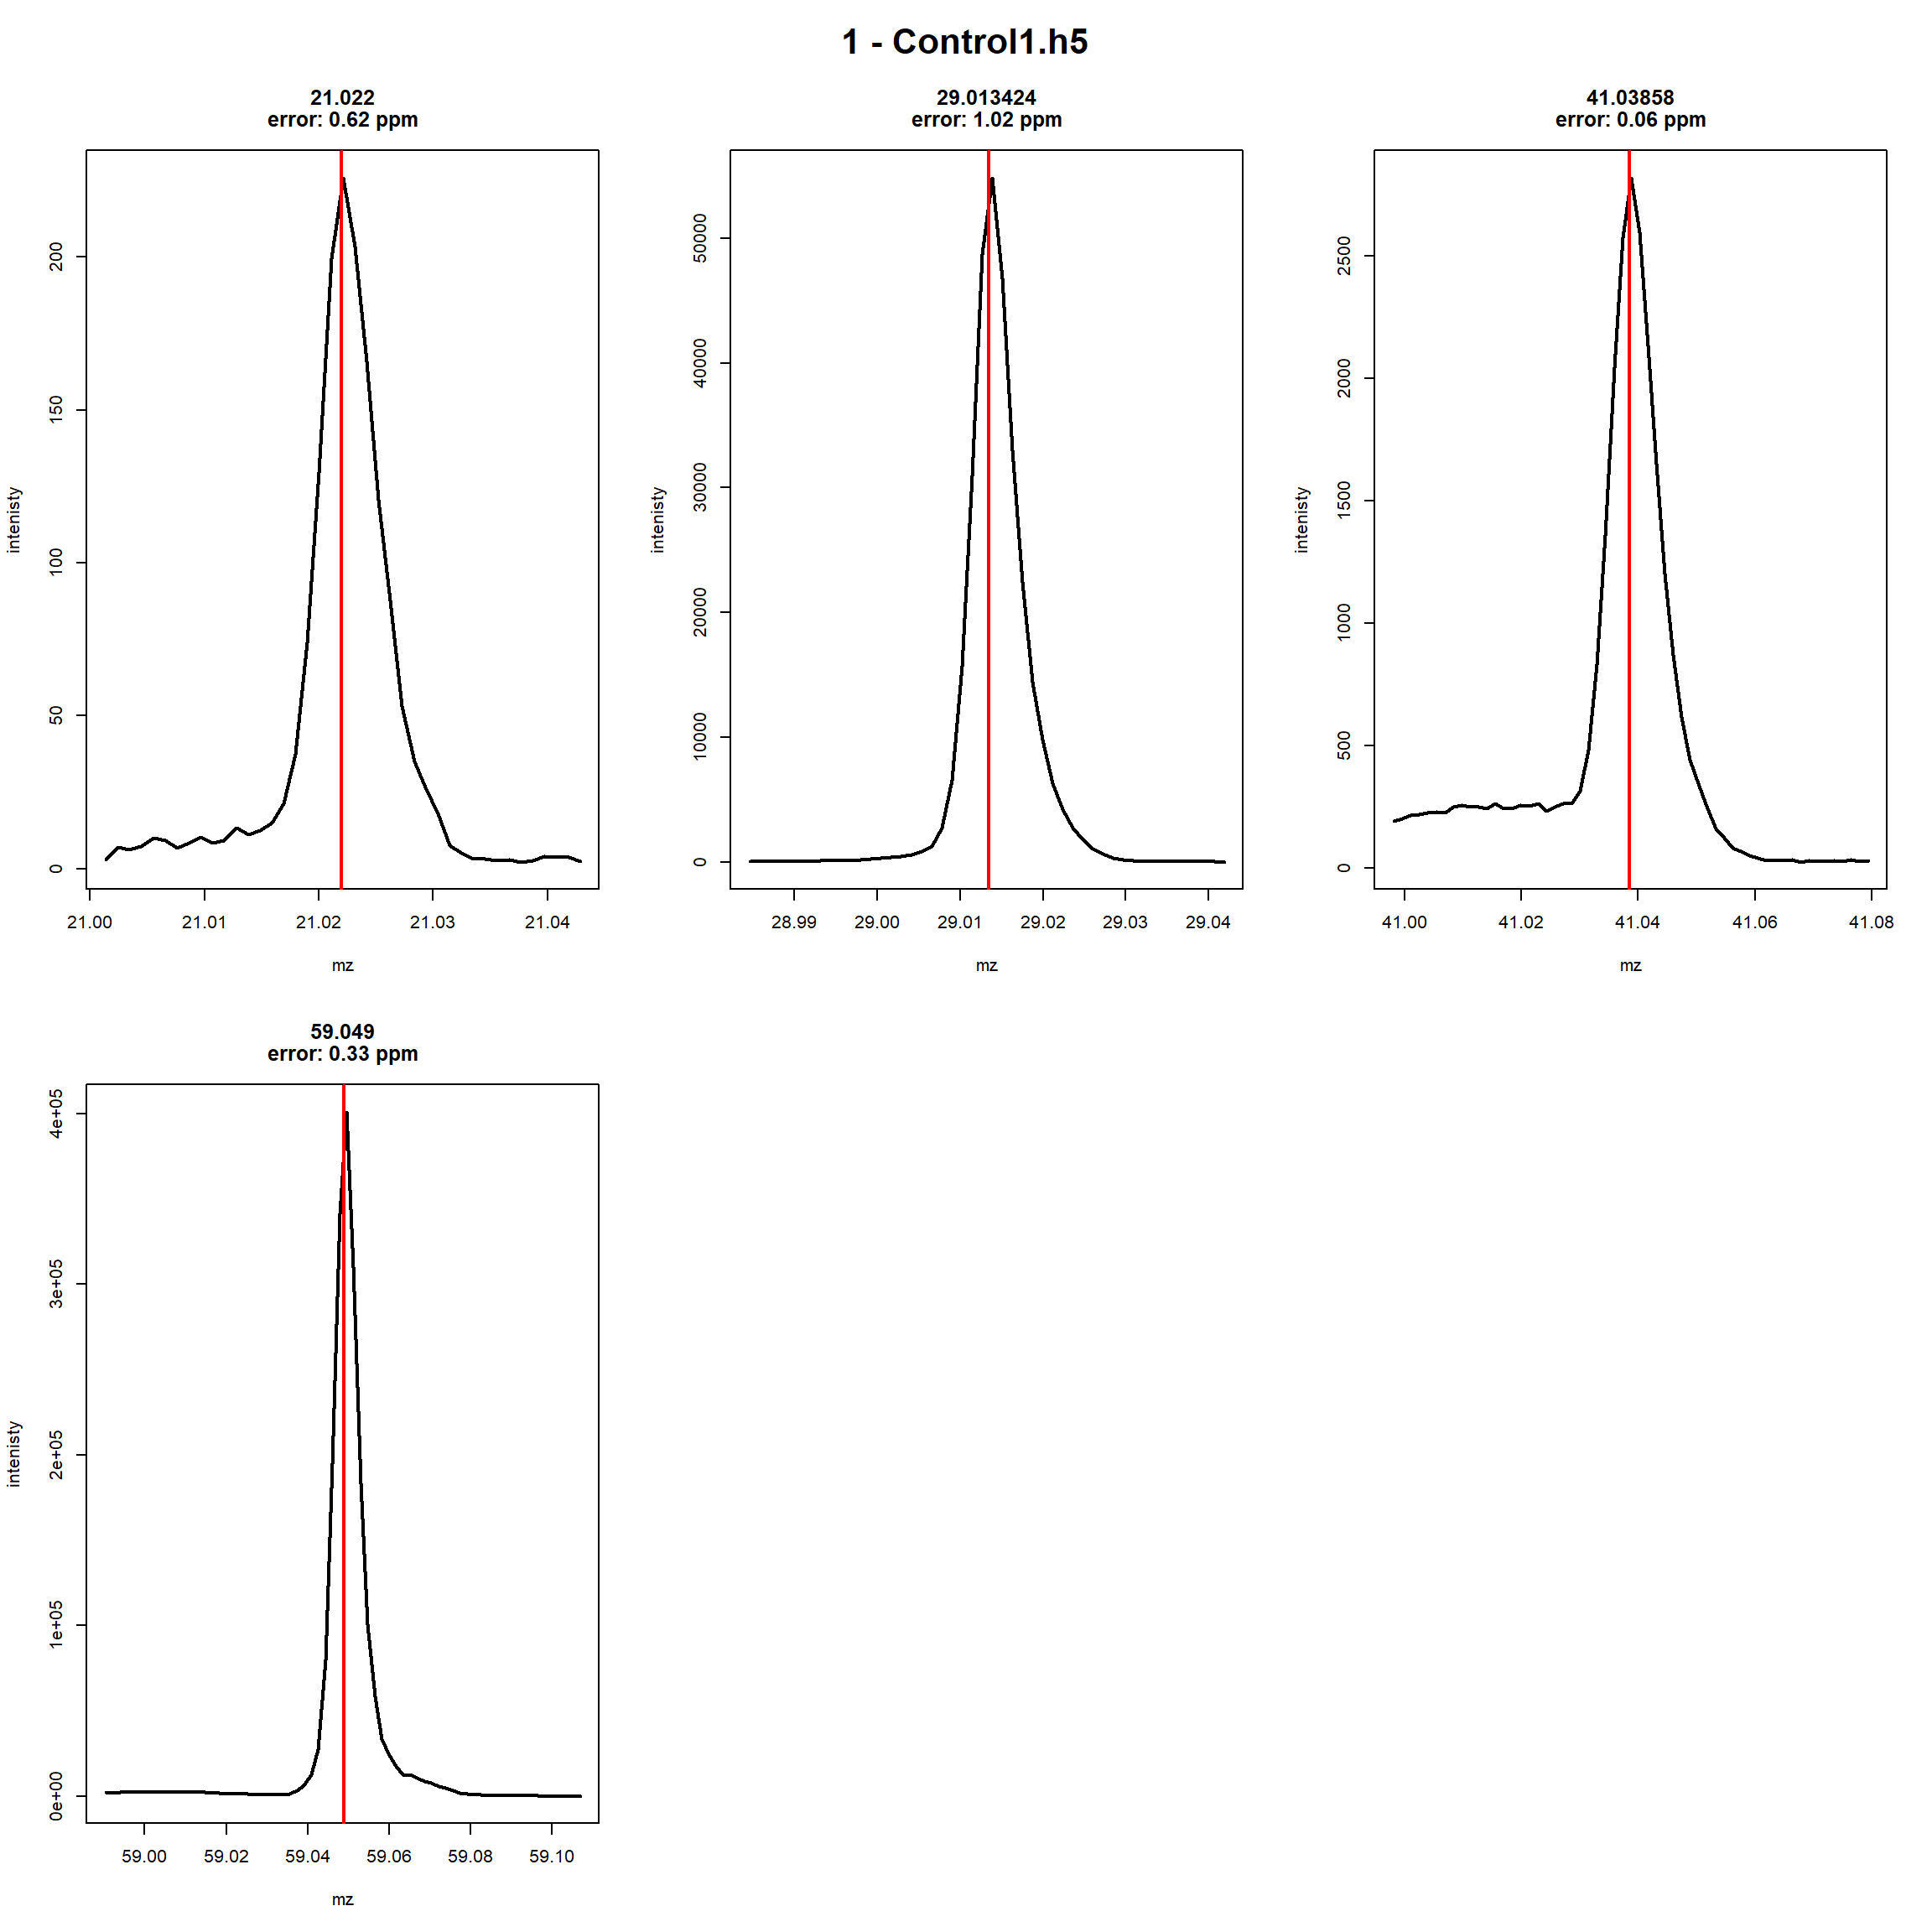 1 - Control1.h5
21.022
error: 0.62 ppm
intenisty
200
150
100
50
0
21.00 21.01 21.02 21.03 21.04
mz
29.013424
error: 1.02 ppm
intenisty
50000
40000
30000
20000
10000
0
28.99 29.00 29.01 29.02 29.03 29.04
mz
41.03858
error: 0.06 ppm
intenisty
2500
2000
1500
1000
500
0
41.00 41.02 41.04 41.06 41.08
mz
59.049
error: 0.33 ppm
intenisty
4e+05
3e+05
2e+05
1e+05
0e+00
59.00 59.02 59.04 59.06 59.08 59.10
mz